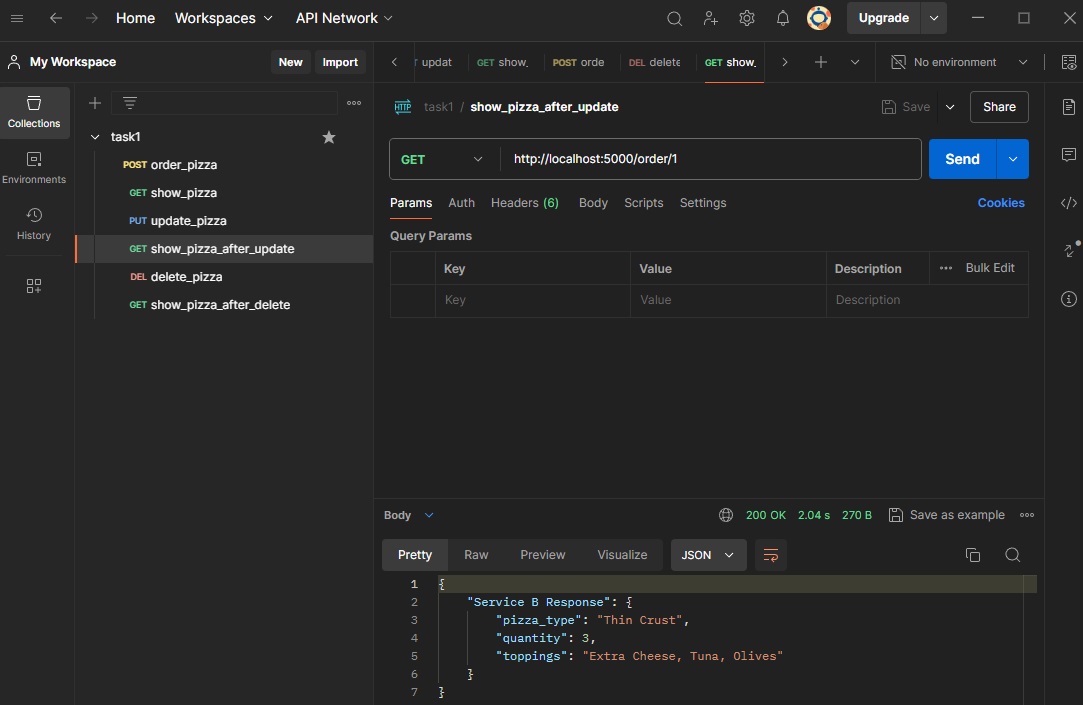 Home Workspaces API Network Upgrade
My Workspace New Import updat GET show. POST orde DEL delete GET show. No environment
Collections
task1
HTTP task1 / show_pizza_after_update Save Share
POST order_pizza
GET http://localhost:5000/order/1 Send
Environments
GET show_pizza
PUT update_pizza
Params Auth Headers (6) Body Scripts Settings Cookies
History
GET show_pizza_after_update
Query Params
DEL delete_pizza
Key Value Description Bulk Edit
GET show_pizza_after_delete
Key Value Description
Body 200 OK 2.04 s 270 B Save as example
Pretty Raw Preview Visualize JSON
1 {
2 "Service B Response": {
3 "pizza_type": "Thin Crust",
4 "quantity": 3,
5 "toppings": "Extra Cheese, Tuna, Olives"
6 }
7 }